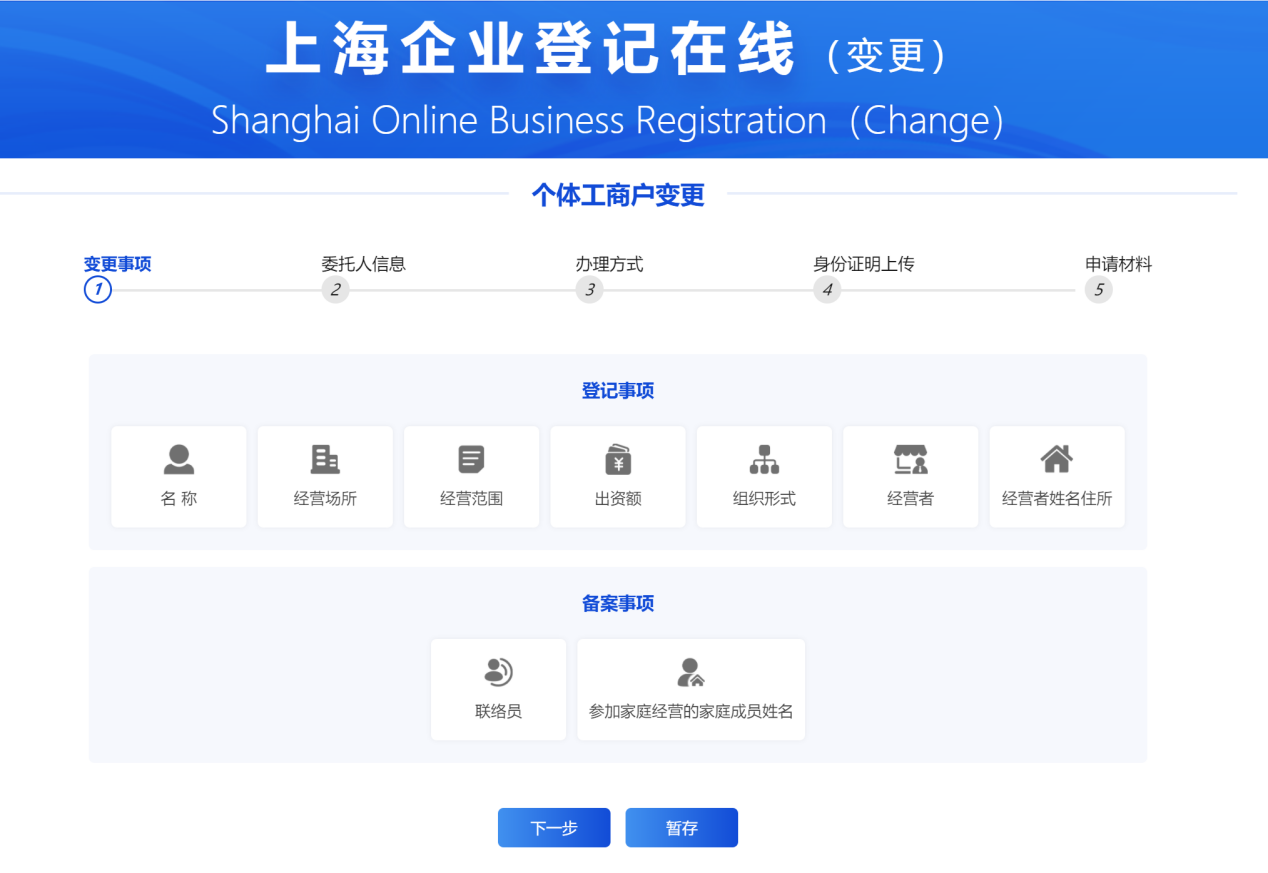 上海企业登记在线（变更）
Shanghai Online Business Registration（Change）
个体工商户变更
变更事项 委托人信息 办理方式 身份证明上传 申请材料
1 2 3 4 5
登记事项
名 称 经营场所 经营范围 出资额 组织形式 经营者 经营者姓名住所
备案事项
联络员 参加家庭经营的家庭成员姓名
下一步 暂存